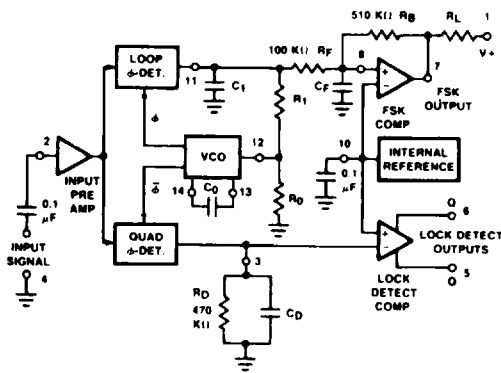 510 KΩ RB
RL
1
V+
100 KΩ RF
8
7
LOOP
ϕ-DET.
11
C1
CF
+
−
FSK
OUTPUT
FSK
COMP
R1
ϕ
2
VCO
12
10
INTERNAL
REFERENCE
INPUT
PRE
AMP
ϕ̅
14
C0
13
0.1
μF
R0
0.1
μF
QUAD
ϕ-DET.
INPUT
SIGNAL
4
3
+
−
Q
6
LOCK DETECT
OUTPUTS
5
Q
LOCK
DETECT
COMP
RD
470
KΩ
CD